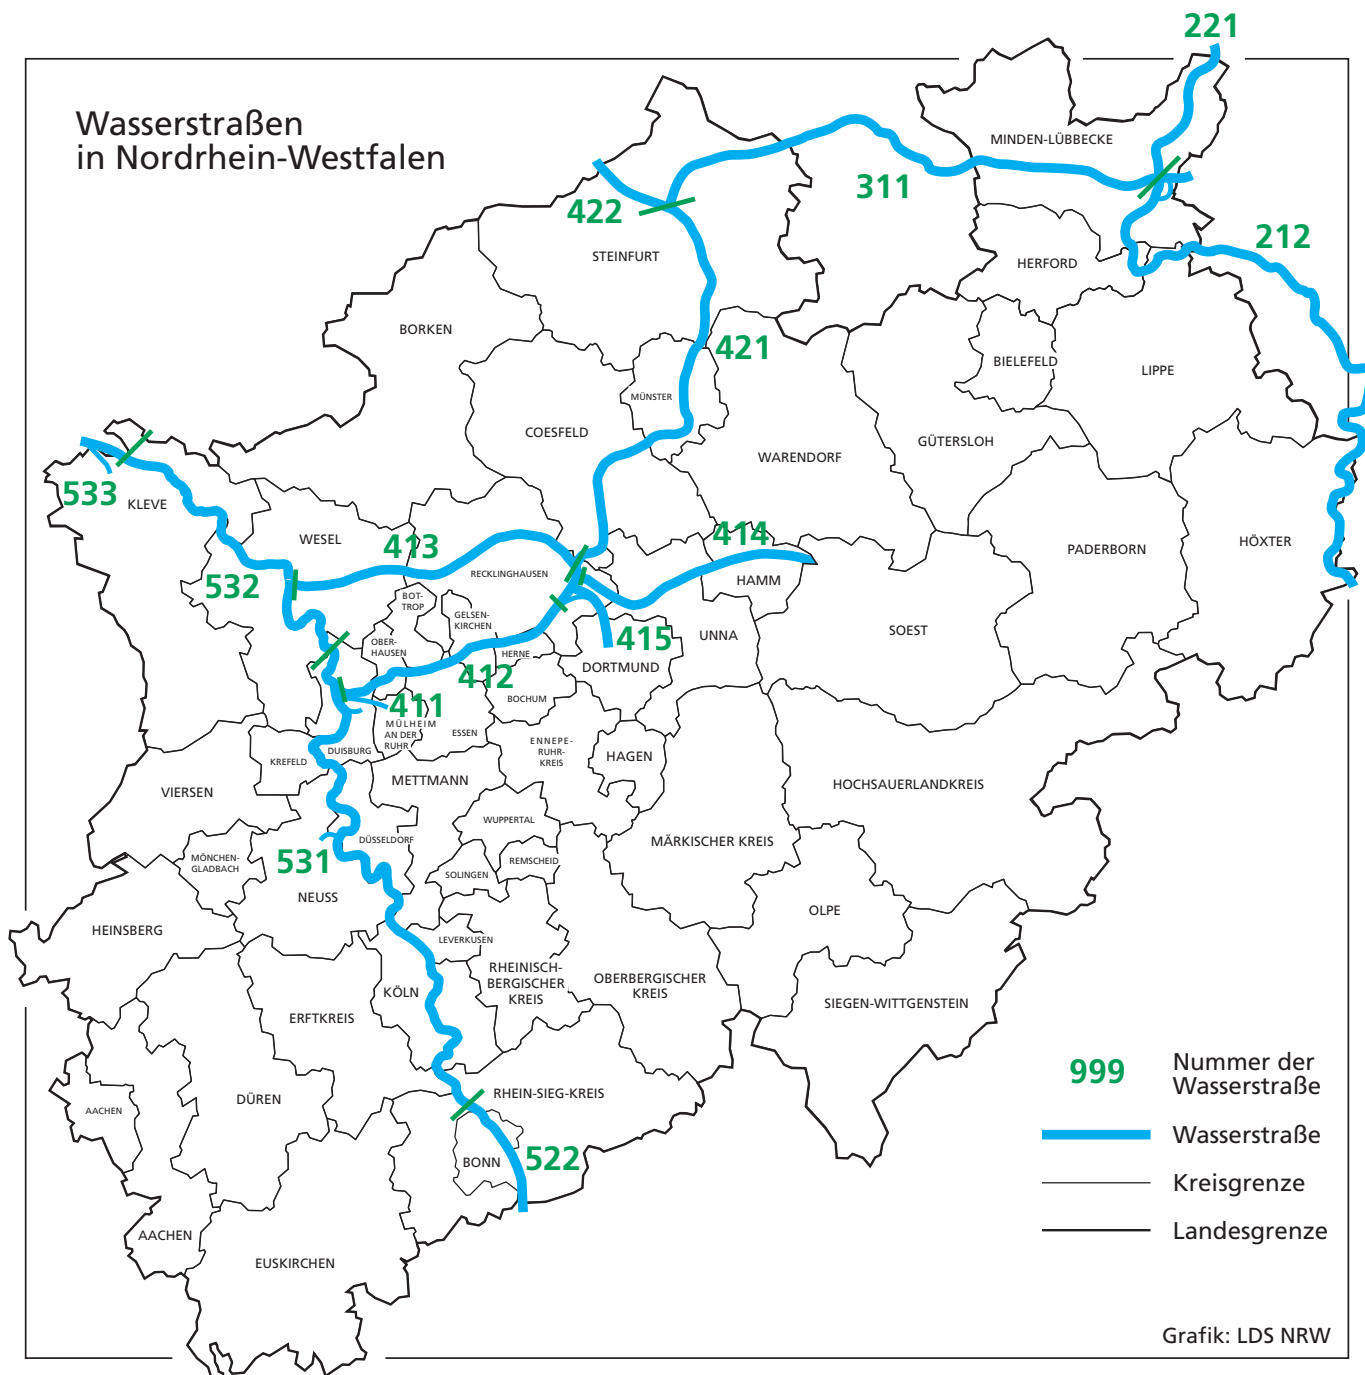 221
Wasserstraßen
in Nordrhein-Westfalen
MINDEN-LÜBBECKE
311
422
212
STEINFURT
HERFORD
BORKEN
421
BIELEFELD
LIPPE
MÜNSTER
COESFELD
GÜTERSLOH
WARENDORF
533
KLEVE
WESEL
413
414
PADERBORN
HÖXTER
RECKLINGHAUSEN
532
HAMM
BOT-
TROP
GELSEN-
KIRCHEN
SOEST
UNNA
415
OBER-
HAUSEN
HERNE
DORTMUND
412
411
BOCHUM
MÜLHEIM
AN DER
RUHR
ESSEN
DUISBURG
ENNEPE-
RUHR-
KREIS
HAGEN
KREFELD
METTMANN
VIERSEN
HOCHSAUERLANDKREIS
WUPPERTAL
DÜSSELDORF
MÄRKISCHER KREIS
MÖNCHEN-
GLADBACH
531
REMSCHEID
SOLINGEN
NEUSS
OLPE
HEINSBERG
LEVERKUSEN
RHEINISCH-
BERGISCHER
KREIS
OBERBERGISCHER
KREIS
KÖLN
SIEGEN-WITTGENSTEIN
ERFTKREIS
999
Nummer der
Wasserstraße
RHEIN-SIEG-KREIS
DÜREN
AACHEN
Wasserstraße
BONN
522
Kreisgrenze
AACHEN
Landesgrenze
EUSKIRCHEN
Grafik: LDS NRW